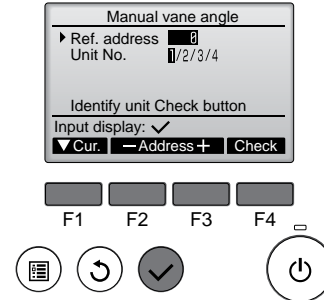 Manual vane angle
Ref. address 0
Unit No. 1/2/3/4
Identify unit Check button
Input display: ✓
▼ Cur. − Address + Check
F1 F2 F3 F4